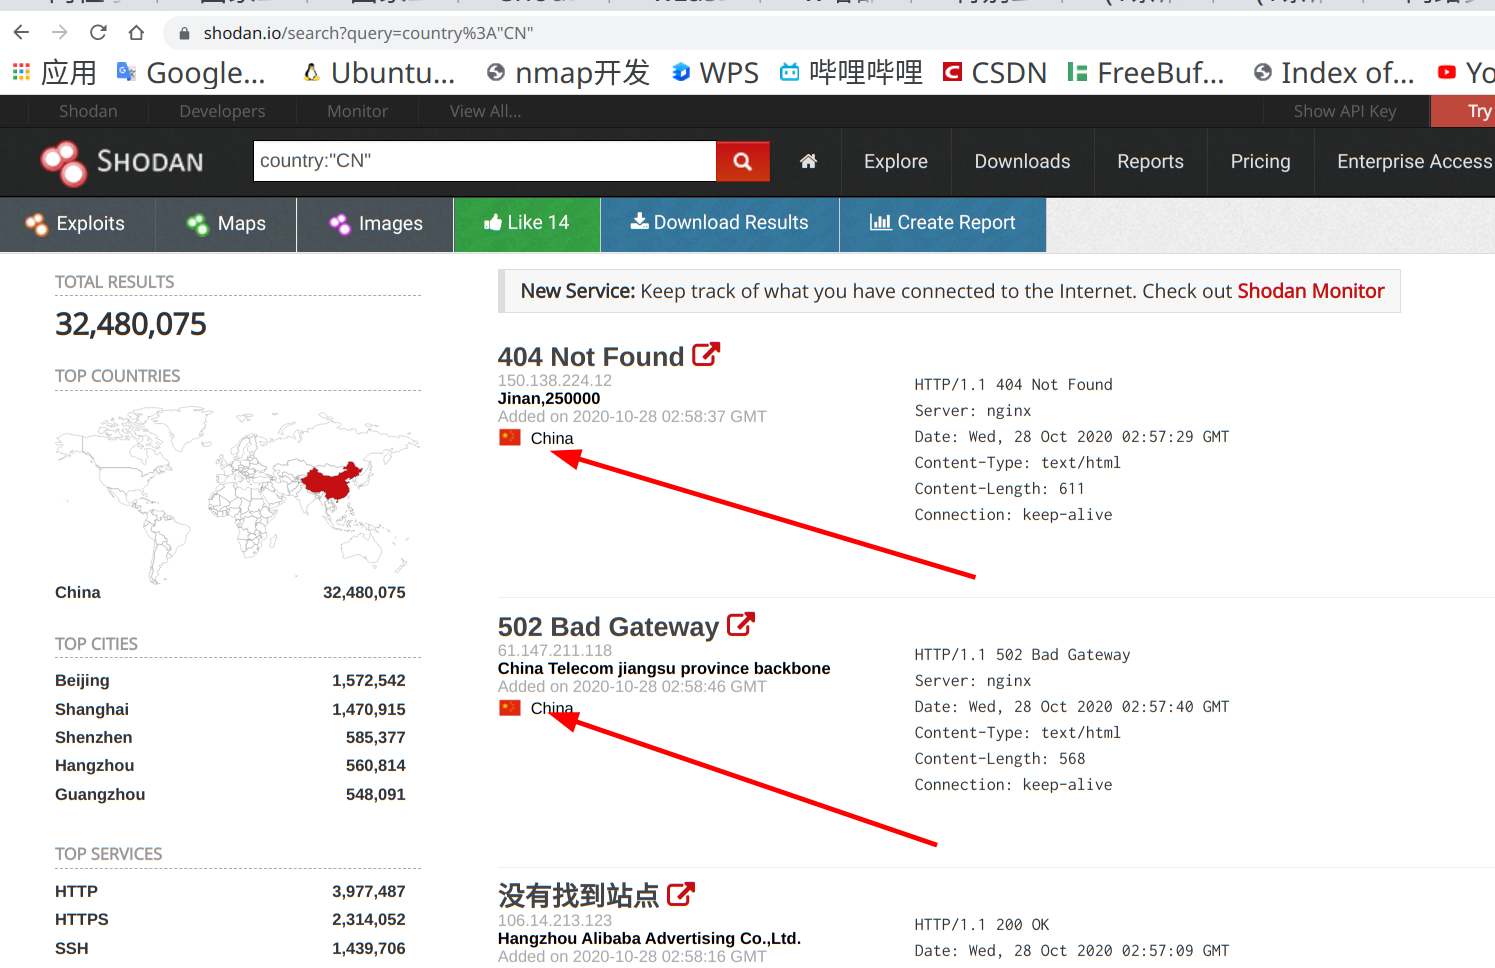 shodan.io/search?query=country%3A"CN"
应用 Google... Ubuntu... nmap开发 WPS 哔哩哔哩 CSDN FreeBuf... Index of... Yo
Shodan Developers Monitor View All... Show API Key Try
SHODAN country:"CN" Explore Downloads Reports Pricing Enterprise Access
Exploits Maps Images Like 14 Download Results Create Report
TOTAL RESULTS
32,480,075
TOP COUNTRIES
China 32,480,075
TOP CITIES
Beijing 1,572,542
Shanghai 1,470,915
Shenzhen 585,377
Hangzhou 560,814
Guangzhou 548,091
TOP SERVICES
HTTP 3,977,487
HTTPS 2,314,052
SSH 1,439,706
New Service: Keep track of what you have connected to the Internet. Check out Shodan Monitor
404 Not Found
150.138.224.12
Jinan,250000
Added on 2020-10-28 02:58:37 GMT
China
HTTP/1.1 404 Not Found
Server: nginx
Date: Wed, 28 Oct 2020 02:57:29 GMT
Content-Type: text/html
Content-Length: 611
Connection: keep-alive
502 Bad Gateway
61.147.211.118
China Telecom jiangsu province backbone
Added on 2020-10-28 02:58:46 GMT
China
HTTP/1.1 502 Bad Gateway
Server: nginx
Date: Wed, 28 Oct 2020 02:57:40 GMT
Content-Type: text/html
Content-Length: 568
Connection: keep-alive
没有找到站点
106.14.213.123
Hangzhou Alibaba Advertising Co.,Ltd.
Added on 2020-10-28 02:58:16 GMT
HTTP/1.1 200 OK
Date: Wed, 28 Oct 2020 02:57:09 GMT